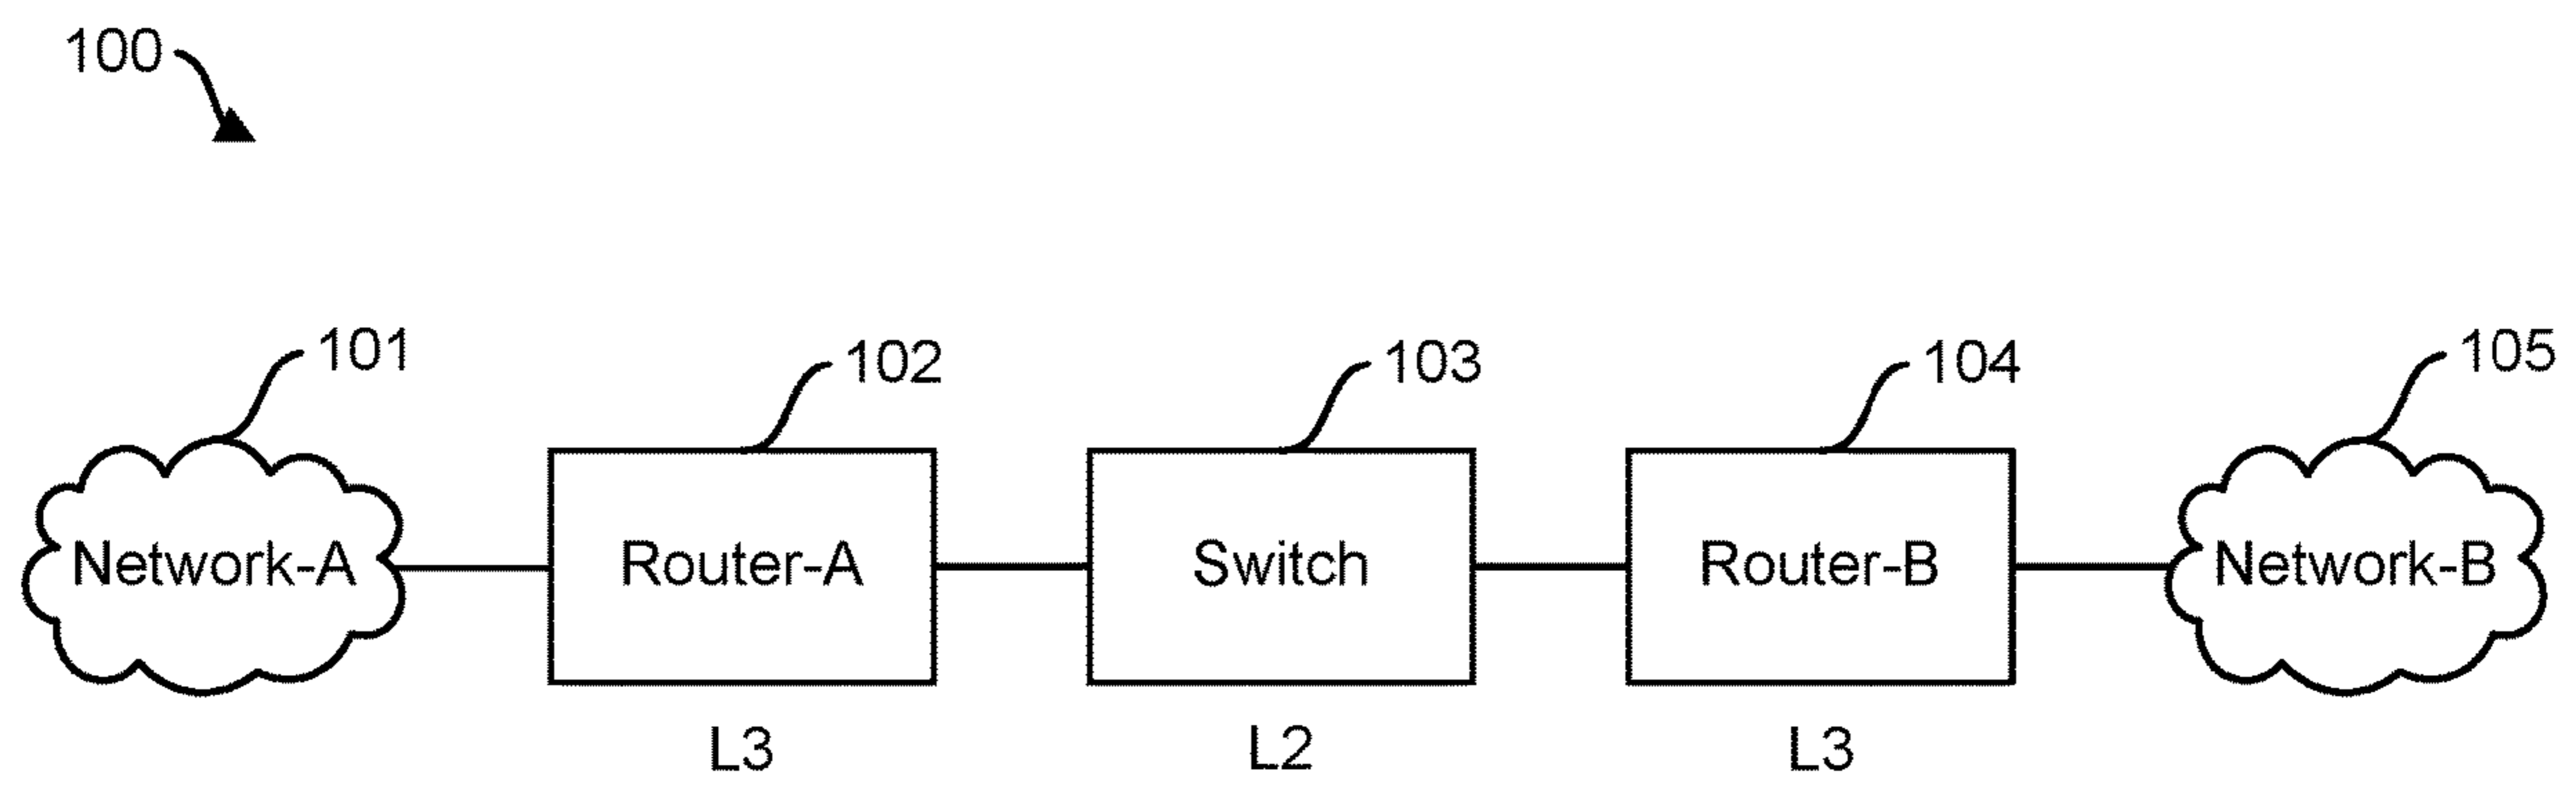 100
101
102
103
104
105
Network-A
Router-A
Switch
Router-B
Network-B
L3
L2
L3